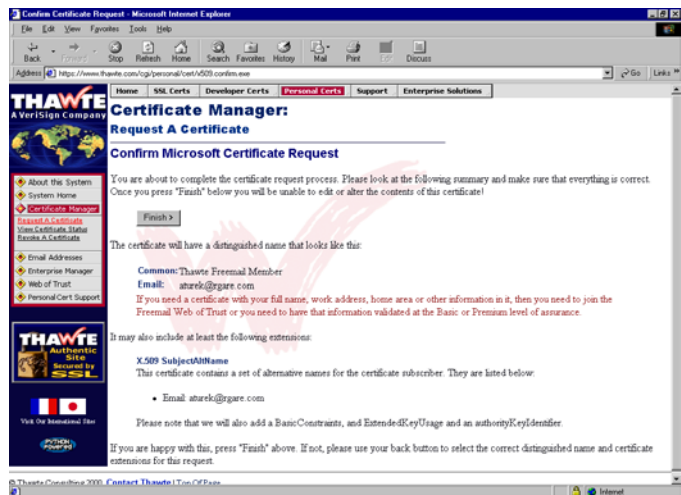 Confirm Certificate Request - Microsoft Internet Explorer
File Edit View Favorites Tools Help
Back Forward Stop Refresh Home Search Favorites History Mail Print Edit Discuss
Address https://www.thawte.com/cgi/personal/cert/x509.confirm.exe Go Links »
Home SSL Certs Developer Certs Personal Certs Support Enterprise Solutions
THAWTE
A VeriSign Company
Certificate Manager:
Request A Certificate
Confirm Microsoft Certificate Request
You are about to complete the certificate request process. Please look at the following summary and make sure that everything is correct.
Once you press "Finish" below you will be unable to edit or alter the contents of this certificate!
About this System
System Home
Certificate Manager
Request A Certificate
View Certificate Status
Revoke A Certificate
Email Addresses
Enterprise Manager
Web of Trust
Personal Cert Support
Finish >
The certificate will have a distinguished name that looks like this:
Common: Thawte Freemail Member
Email: aturek@rgare.com
If you need a certificate with your full name, work address, home area or other information in it, then you need to join the
Freemail Web of Trust or you need to have that information validated at the Basic or Premium level of assurance.
It may also include at least the following extensions:
THAWTE
Authentic
Site
Secured by
SSL
X.509 SubjectAltName
This certificate contains a set of alternative names for the certificate subscriber. They are listed below:
• Email: aturek@rgare.com
Visit Our International Sites
Please note that we will also add a BasicConstraints, and ExtendedKeyUsage and an authorityKeyIdentifier.
PYTHON
Powered
If you are happy with this, press "Finish" above. If not, please use your back button to select the correct distinguished name and certificate
extensions for this request.
© Thawte Consulting 2000 Contact Thawte | Top Of Page
Internet